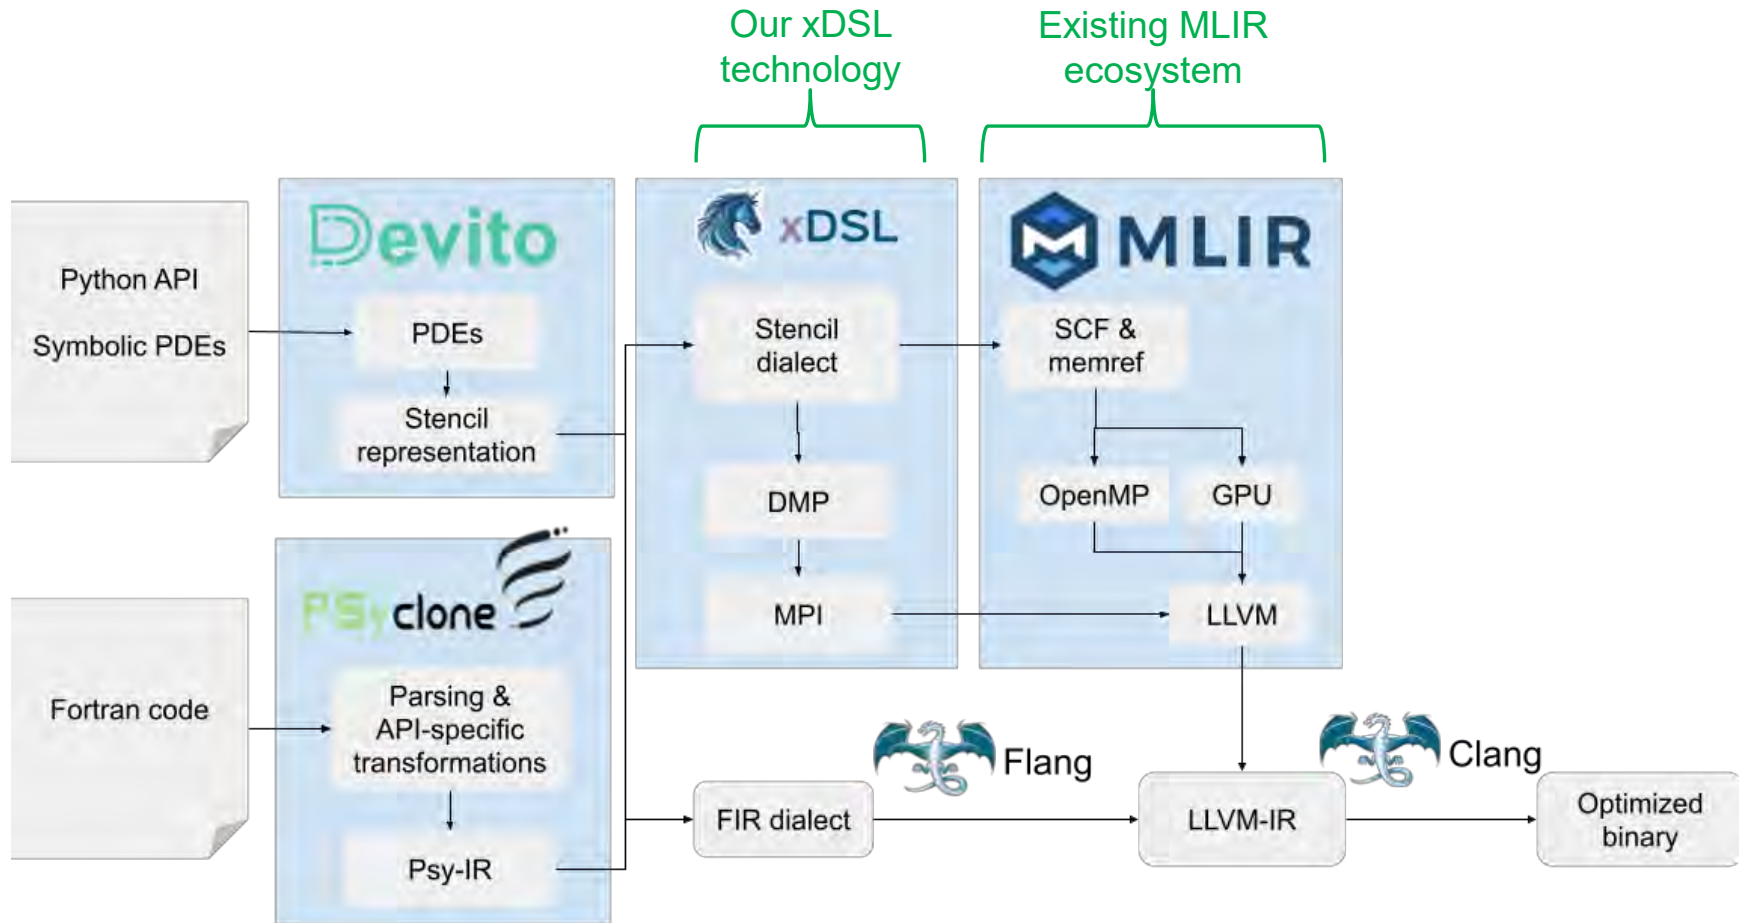 Our xDSL
technology
Existing MLIR
ecosystem
Python API
Symbolic PDEs
Devito
PDEs
Stencil
representation
xDSL
Stencil
dialect
DMP
MPI
MLIR
SCF &
memref
OpenMP
GPU
LLVM
Fortran code
PSyclone
Parsing &
API-specific
transformations
Psy-IR
FIR dialect
Flang
LLVM-IR
Clang
Optimized
binary